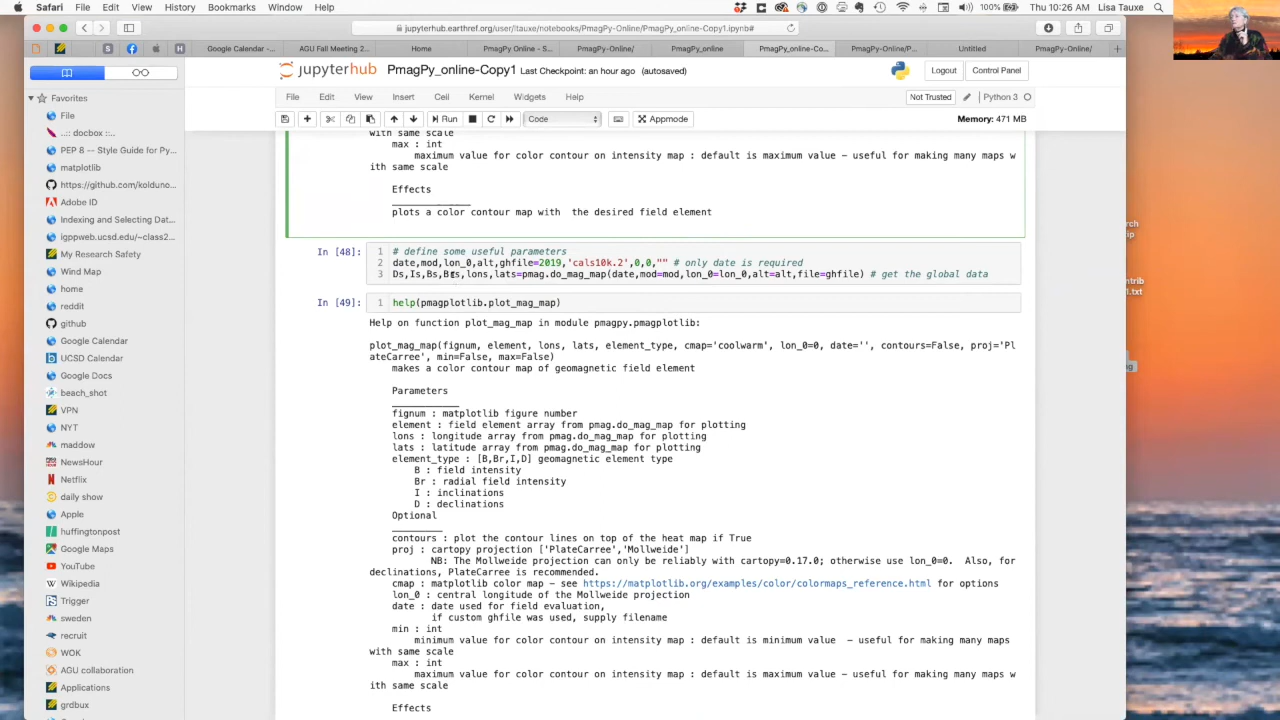 Safari File Edit View History Bookmarks Window Help
100% Thu 10:26 AM Lisa Tauxe
jupyterhub.earthref.org/user/ltauxe/notebooks/PmagPy-Online/PmagPy_online-Copy1.ipynb#
Google Calendar -... AGU Fall Meeting 2... Home PmagPy Online - S... PmagPy-Online/ PmagPy_online PmagPy_online-Co... PmagPy-Online/P... Untitled PmagPy-Online/
jupyterhub PmagPy_online-Copy1 Last Checkpoint: an hour ago (autosaved) Logout Control Panel
File Edit View Insert Cell Kernel Widgets Help Not Trusted Python 3
Run Code Appmode Memory: 471 MB
Favorites
File
..:: docbox ::..
PEP 8 -- Style Guide for Py...
matplotlib
https://github.com/kolduno...
Adobe ID
Indexing and Selecting Dat...
igppweb.ucsd.edu/~class2...
My Research Safety
Wind Map
home
reddit
github
Google Calendar
UCSD Calendar
Google Docs
beach_shot
VPN
NYT
maddow
NewsHour
Netflix
daily show
Apple
huffingtonpost
Google Maps
YouTube
Wikipedia
Trigger
sweden
recruit
WOK
AGU collaboration
Applications
grdbux
with same scale
max : int
maximum value for color contour on intensity map : default is maximum value - useful for making many maps w
ith same scale
Effects
______________
plots a color contour map with  the desired field element
In [48]: 1 # define some useful parameters
2 date,mod,lon_0,alt,ghfile=2019,'cals10k.2',0,0,"" # only date is required
3 Ds,Is,Bs,Brs,lons,lats=pmag.do_mag_map(date,mod=mod,lon_0=lon_0,alt=alt,file=ghfile) # get the global data
In [49]: 1 help(pmagplotlib.plot_mag_map)
Help on function plot_mag_map in module pmagpy.pmagplotlib:
plot_mag_map(fignum, element, lons, lats, element_type, cmap='coolwarm', lon_0=0, date='', contours=False, proj='Pl
ateCarree', min=False, max=False)
makes a color contour map of geomagnetic field element
Parameters
____________
fignum : matplotlib figure number
element : field element array from pmag.do_mag_map for plotting
lons : longitude array from pmag.do_mag_map for plotting
lats : latitude array from pmag.do_mag_map for plotting
element_type : [B,Br,I,D] geomagnetic element type
B : field intensity
Br : radial field intensity
I : inclinations
D : declinations
Optional
_________
contours : plot the contour lines on top of the heat map if True
proj : cartopy projection ['PlateCarree','Mollweide']
NB: The Mollweide projection can only be reliably with cartopy=0.17.0; otherwise use lon_0=0.  Also, for
declinations, PlateCarree is recommended.
cmap : matplotlib color map - see https://matplotlib.org/examples/color/colormaps_reference.html for options
lon_0 : central longitude of the Mollweide projection
date : date used for field evaluation,
if custom ghfile was used, supply filename
min : int
minimum value for color contour on intensity map : default is minimum value  - useful for making many maps
with same scale
max : int
maximum value for color contour on intensity map : default is maximum value - useful for making many maps w
ith same scale
Effects